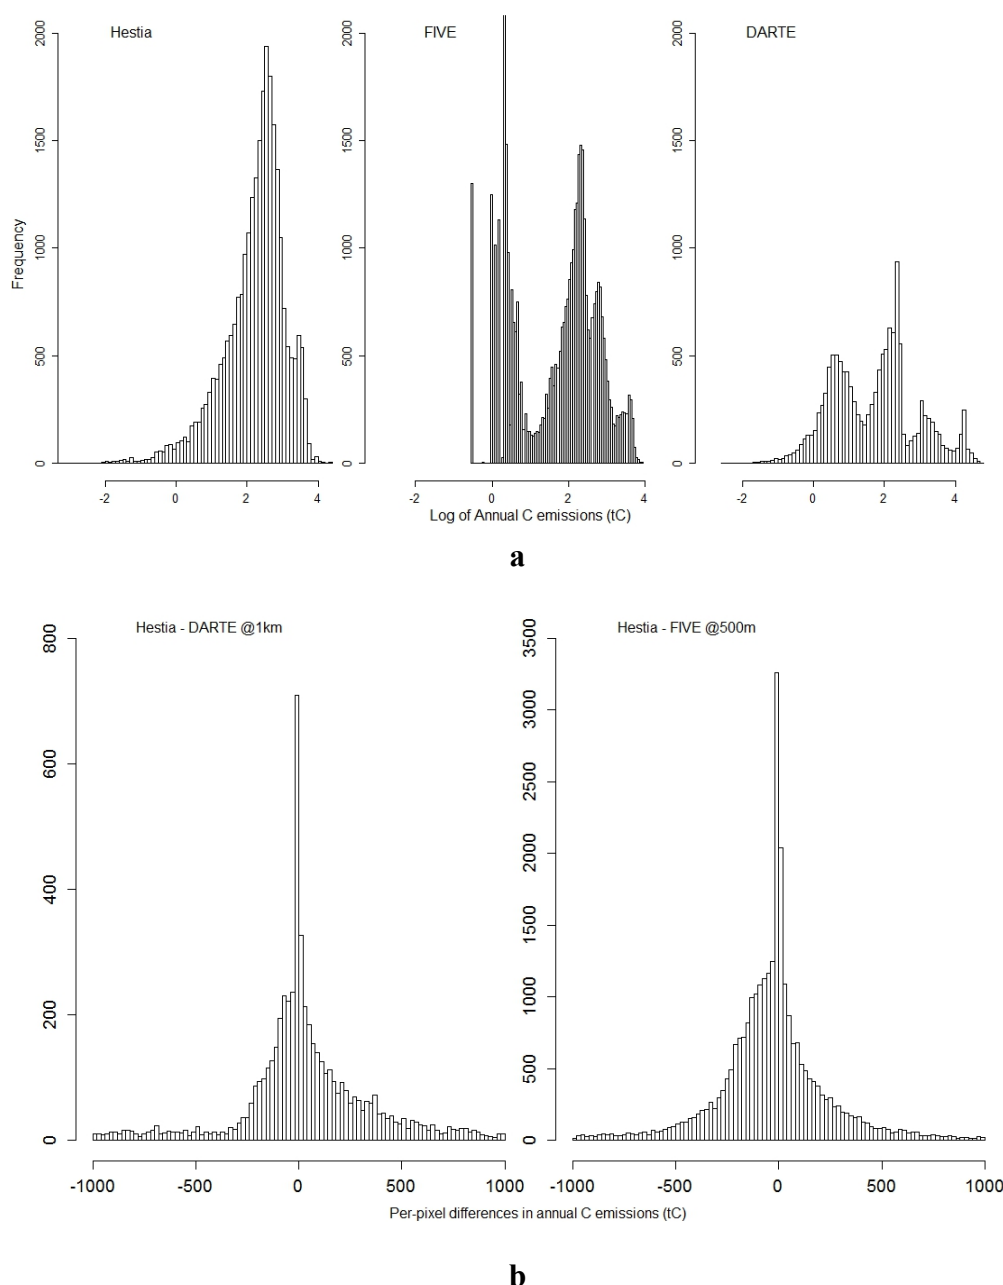 Hestia
FIVE
DARTE
Frequency
0 500 1000 1500 2000
0 500 1000 1500 2000
0 500 1000 1500 2000
-2 0 2 4
-2 0 2 4
-2 0 2 4
Log of Annual C emissions (tC)
a
Hestia - DARTE @1km
Hestia - FIVE @500m
0 200 400 600 800
0 500 1000 1500 2000 2500 3000 3500
-1000 -500 0 500 1000
-1000 -500 0 500 1000
Per-pixel differences in annual C emissions (tC)
b